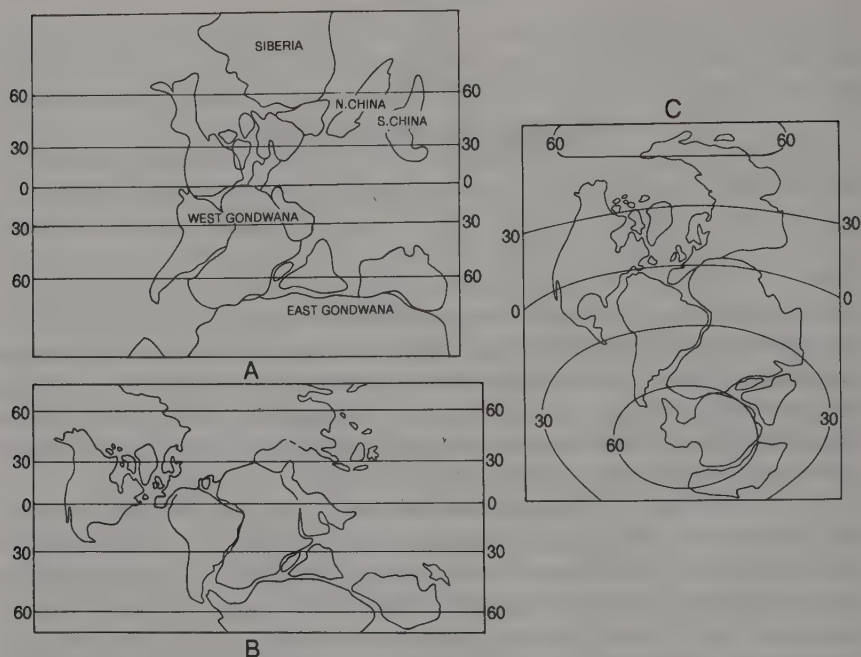 SIBERIA
60 60
N.CHINA
S.CHINA
30 30
0 0
WEST GONDWANA
30 30
60 60
EAST GONDWANA
A
60 60
30 30
0 0
30 30
60 60
B
C
60 60
30 30
0 0
30 30
60